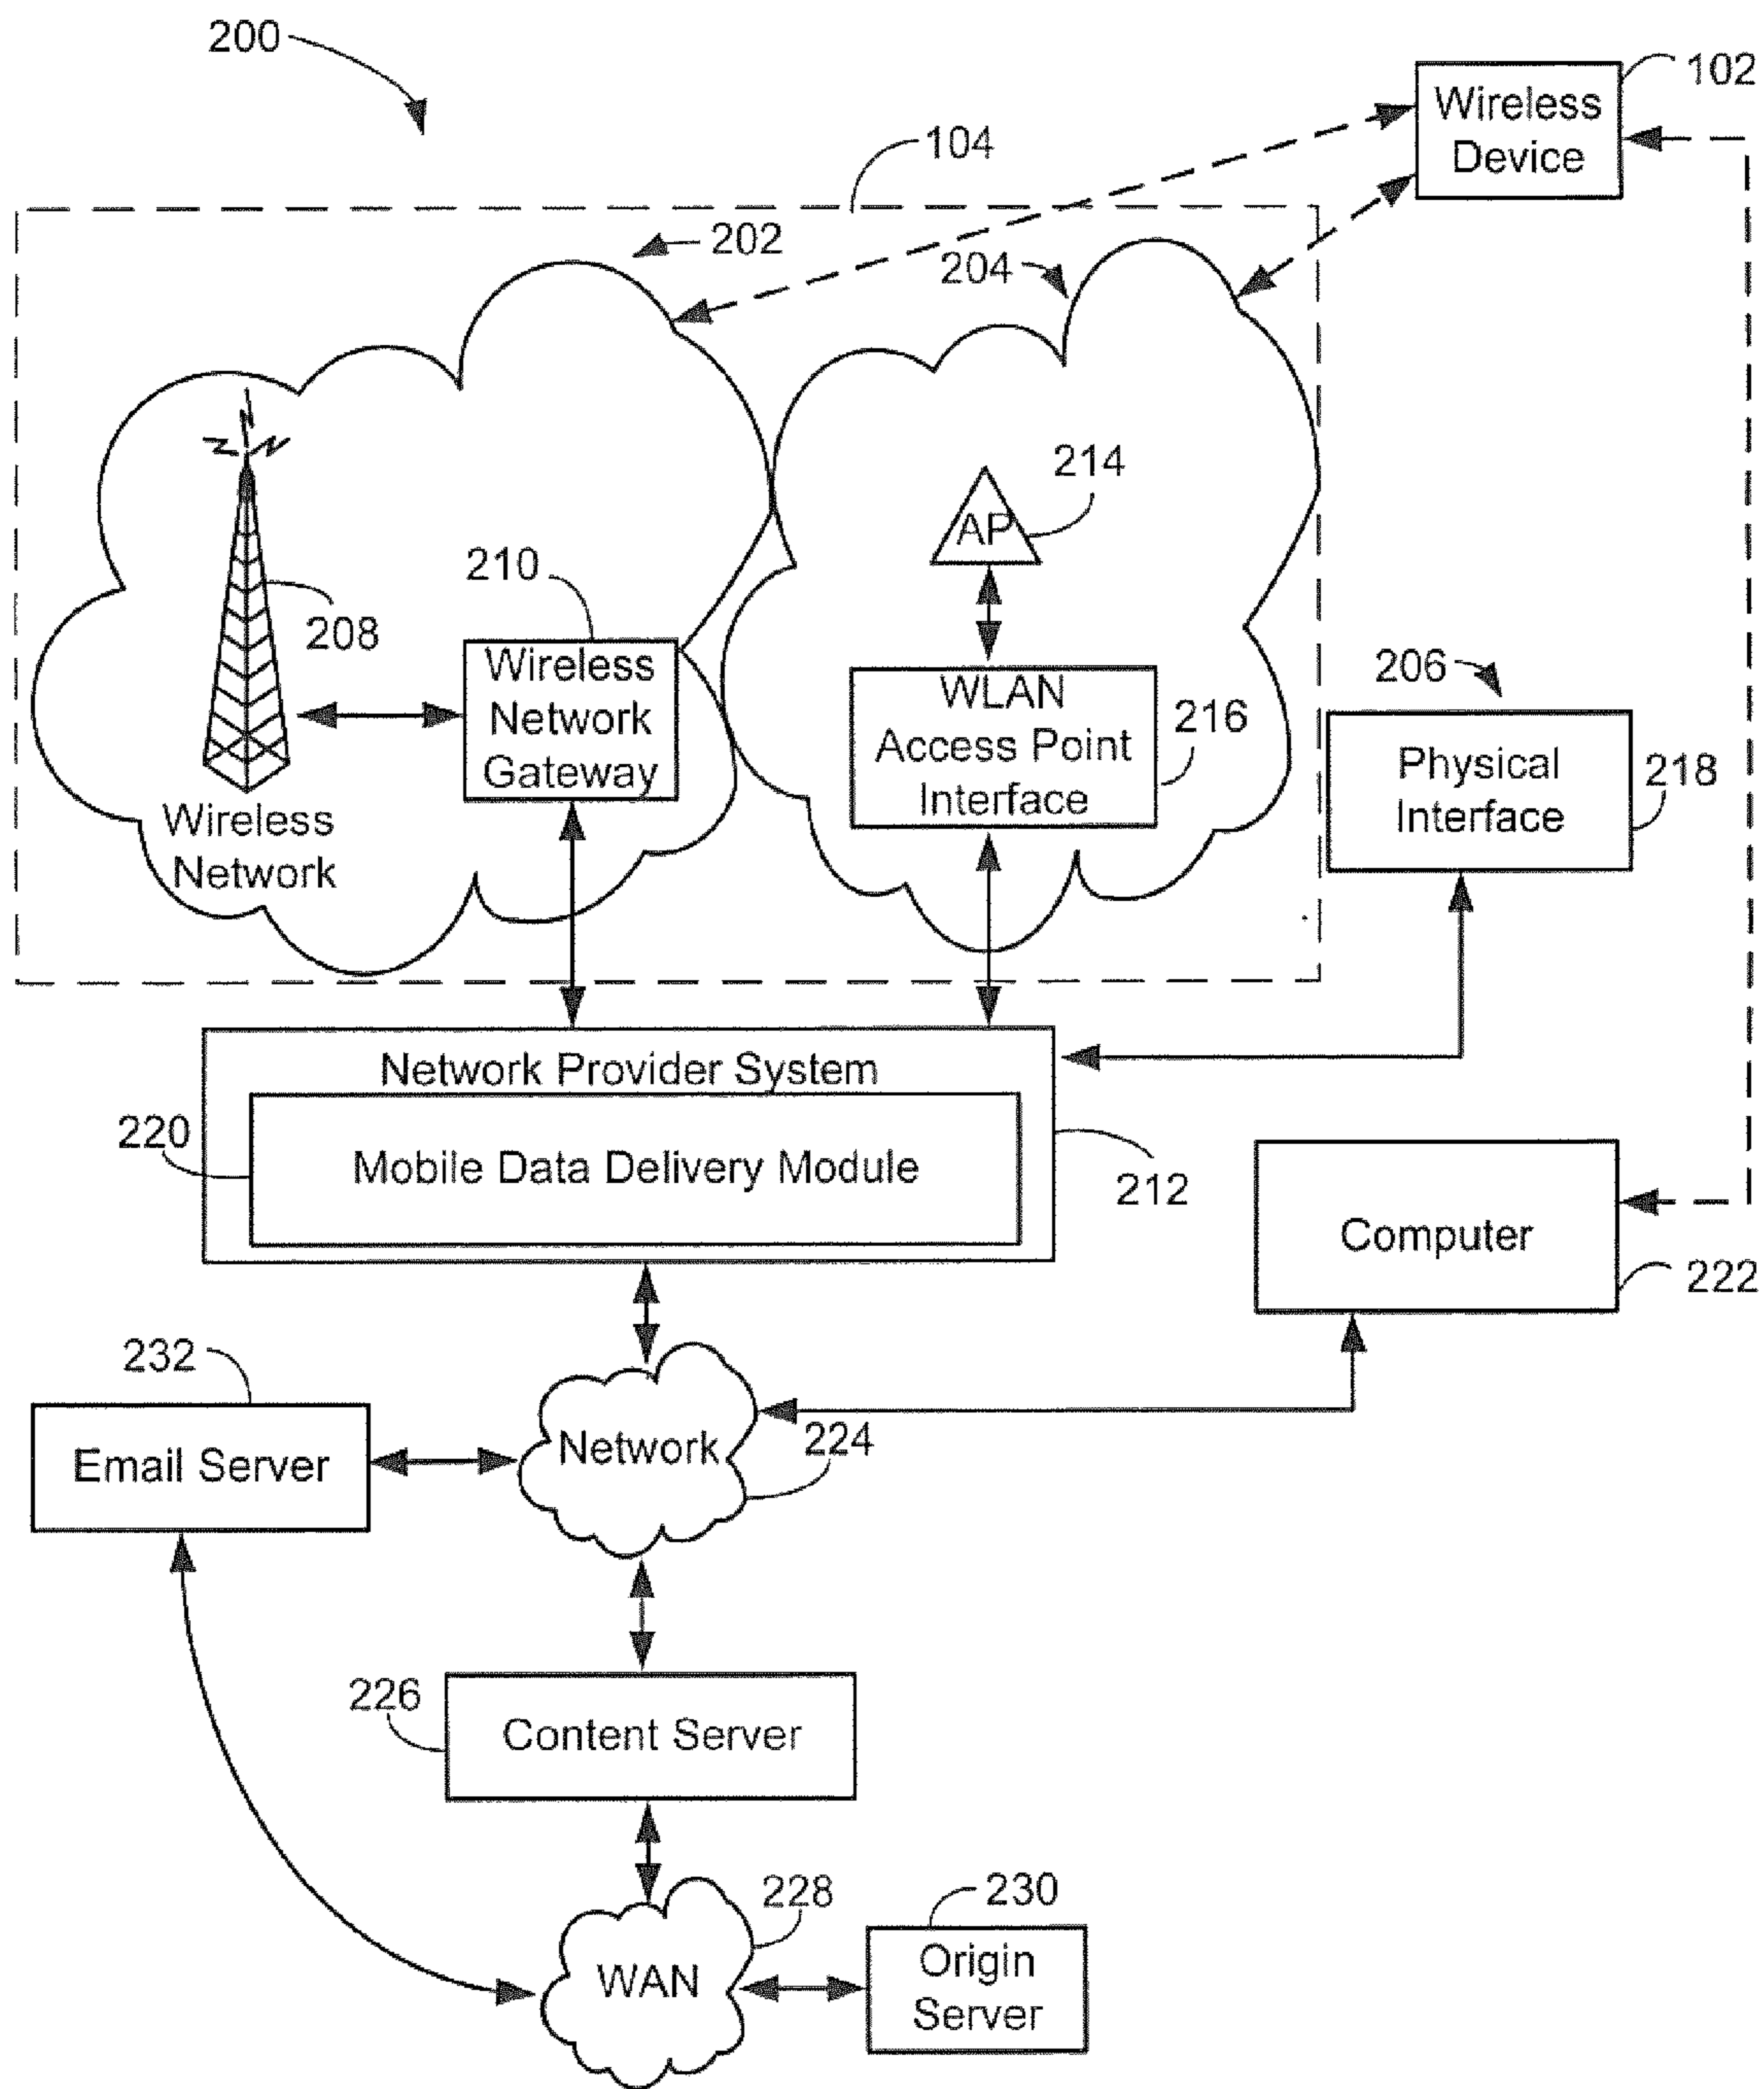 200
102
Wireless
Device
104
202
204
214
AP
210
208
Wireless
Network
Gateway
WLAN
Access Point
Interface
216
206
Physical
Interface
218
Wireless
Network
Network Provider System
220
Mobile Data Delivery Module
212
Computer
222
232
Email Server
Network
224
226
Content Server
228
WAN
230
Origin
Server